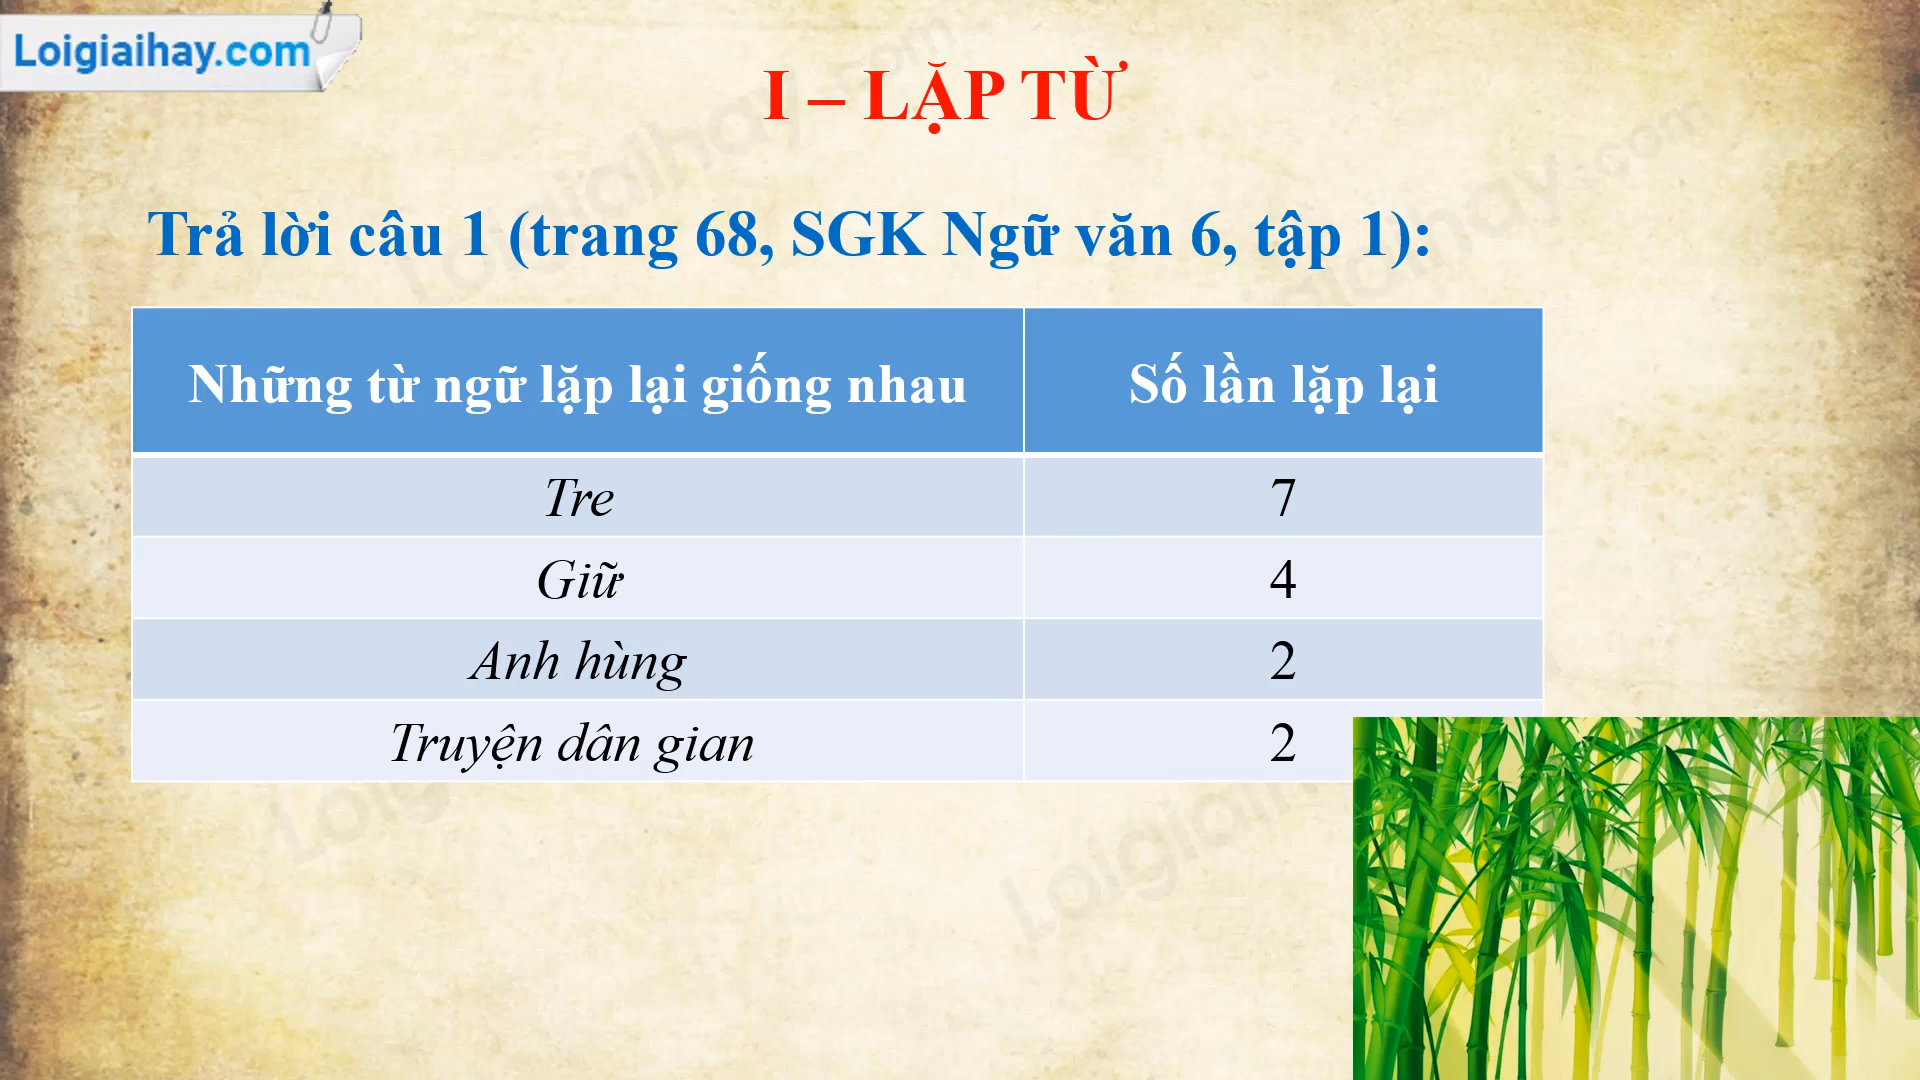 Loigiaihay.com
I – LẶP TỪ
Trả lời câu 1 (trang 68, SGK Ngữ văn 6, tập 1):
Những từ ngữ lặp lại giống nhau Số lần lặp lại
Tre 7
Giữ 4
Anh hùng 2
Truyện dân gian 2